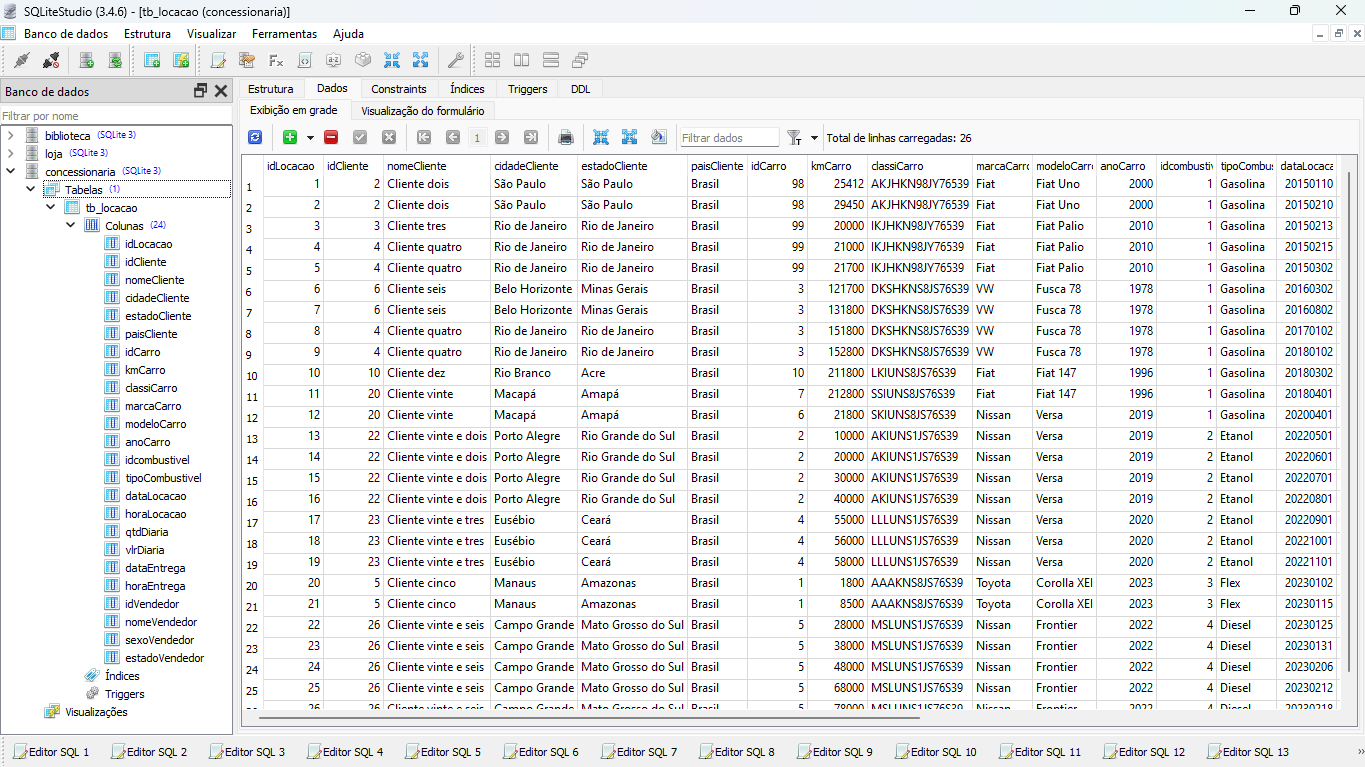 SQLiteStudio (3.4.6) - [tb_locacao (concessionaria)]
Banco de dados Estrutura Visualizar Ferramentas Ajuda
Banco de dados
Filtrar por nome
biblioteca (SQLite 3)
loja (SQLite 3)
concessionaria (SQLite 3)
Tabelas (1)
tb_locacao
Colunas (24)
idLocacao
idCliente
nomeCliente
cidadeCliente
estadoCliente
paisCliente
idCarro
kmCarro
classiCarro
marcaCarro
modeloCarro
anoCarro
idcombustivel
tipoCombustivel
dataLocacao
horaLocacao
qtdDiaria
vlrDiaria
dataEntrega
horaEntrega
idVendedor
nomeVendedor
sexoVendedor
estadoVendedor
Índices
Triggers
Visualizações
Estrutura Dados Constraints Índices Triggers DDL
Exibição em grade Visualização do formulário
1 Filtrar dados Total de linhas carregadas: 26
idLocacao idCliente nomeCliente cidadeCliente estadoCliente paisCliente idCarro kmCarro classiCarro marcaCarro modeloCarr anoCarro idcombustiv tipoCombus dataLocaca
1 1 2 Cliente dois São Paulo São Paulo Brasil 98 25412 AKJHKN98JY76539 Fiat Fiat Uno 2000 1 Gasolina 20150110
2 2 2 Cliente dois São Paulo São Paulo Brasil 98 29450 AKJHKN98JY76539 Fiat Fiat Uno 2000 1 Gasolina 20150210
3 3 3 Cliente tres Rio de Janeiro Rio de Janeiro Brasil 99 20000 IKJHKN98JY76539 Fiat Fiat Palio 2010 1 Gasolina 20150213
4 4 4 Cliente quatro Rio de Janeiro Rio de Janeiro Brasil 99 21000 IKJHKN98JY76539 Fiat Fiat Palio 2010 1 Gasolina 20150215
5 5 4 Cliente quatro Rio de Janeiro Rio de Janeiro Brasil 99 21700 IKJHKN98JY76539 Fiat Fiat Palio 2010 1 Gasolina 20150302
6 6 6 Cliente seis Belo Horizonte Minas Gerais Brasil 3 121700 DKSHKNS8JS76S39 VW Fusca 78 1978 1 Gasolina 20160302
7 7 6 Cliente seis Belo Horizonte Minas Gerais Brasil 3 131800 DKSHKNS8JS76S39 VW Fusca 78 1978 1 Gasolina 20160802
8 8 4 Cliente quatro Rio de Janeiro Rio de Janeiro Brasil 3 151800 DKSHKNS8JS76S39 VW Fusca 78 1978 1 Gasolina 20170102
9 9 4 Cliente quatro Rio de Janeiro Rio de Janeiro Brasil 3 152800 DKSHKNS8JS76S39 VW Fusca 78 1978 1 Gasolina 20180102
10 10 10 Cliente dez Rio Branco Acre Brasil 10 211800 LKIUNS8JS76S39 Fiat Fiat 147 1996 1 Gasolina 20180302
11 11 20 Cliente vinte Macapá Amapá Brasil 7 212800 SSIUNS8JS76S39 Fiat Fiat 147 1996 1 Gasolina 20180401
12 12 20 Cliente vinte Macapá Amapá Brasil 6 21800 SKIUNS8JS76S39 Nissan Versa 2019 1 Gasolina 20200401
13 13 22 Cliente vinte e dois Porto Alegre Rio Grande do Sul Brasil 2 10000 AKIUNS1JS76S39 Nissan Versa 2019 2 Etanol 20220501
14 14 22 Cliente vinte e dois Porto Alegre Rio Grande do Sul Brasil 2 20000 AKIUNS1JS76S39 Nissan Versa 2019 2 Etanol 20220601
15 15 22 Cliente vinte e dois Porto Alegre Rio Grande do Sul Brasil 2 30000 AKIUNS1JS76S39 Nissan Versa 2019 2 Etanol 20220701
16 16 22 Cliente vinte e dois Porto Alegre Rio Grande do Sul Brasil 2 40000 AKIUNS1JS76S39 Nissan Versa 2019 2 Etanol 20220801
17 17 23 Cliente vinte e tres Eusébio Ceará Brasil 4 55000 LLLUNS1JS76S39 Nissan Versa 2020 2 Etanol 20220901
18 18 23 Cliente vinte e tres Eusébio Ceará Brasil 4 56000 LLLUNS1JS76S39 Nissan Versa 2020 2 Etanol 20221001
19 19 23 Cliente vinte e tres Eusébio Ceará Brasil 4 58000 LLLUNS1JS76S39 Nissan Versa 2020 2 Etanol 20221101
20 20 5 Cliente cinco Manaus Amazonas Brasil 1 1800 AAAKNS8JS76S39 Toyota Corolla XEI 2023 3 Flex 20230102
21 21 5 Cliente cinco Manaus Amazonas Brasil 1 8500 AAAKNS8JS76S39 Toyota Corolla XEI 2023 3 Flex 20230115
22 22 26 Cliente vinte e seis Campo Grande Mato Grosso do Sul Brasil 5 28000 MSLUNS1JS76S39 Nissan Frontier 2022 4 Diesel 20230125
23 23 26 Cliente vinte e seis Campo Grande Mato Grosso do Sul Brasil 5 38000 MSLUNS1JS76S39 Nissan Frontier 2022 4 Diesel 20230131
24 24 26 Cliente vinte e seis Campo Grande Mato Grosso do Sul Brasil 5 48000 MSLUNS1JS76S39 Nissan Frontier 2022 4 Diesel 20230206
25 25 26 Cliente vinte e seis Campo Grande Mato Grosso do Sul Brasil 5 68000 MSLUNS1JS76S39 Nissan Frontier 2022 4 Diesel 20230212
26 26 Cliente vinte e seis Campo Grande Mato Grosso do Sul Brasil 5 78000 MSLUNS1JS76S39 Nissan Frontier 2022 4 Diesel 20230218
Editor SQL 1 Editor SQL 2 Editor SQL 3 Editor SQL 4 Editor SQL 5 Editor SQL 6 Editor SQL 7 Editor SQL 8 Editor SQL 9 Editor SQL 10 Editor SQL 11 Editor SQL 12 Editor SQL 13